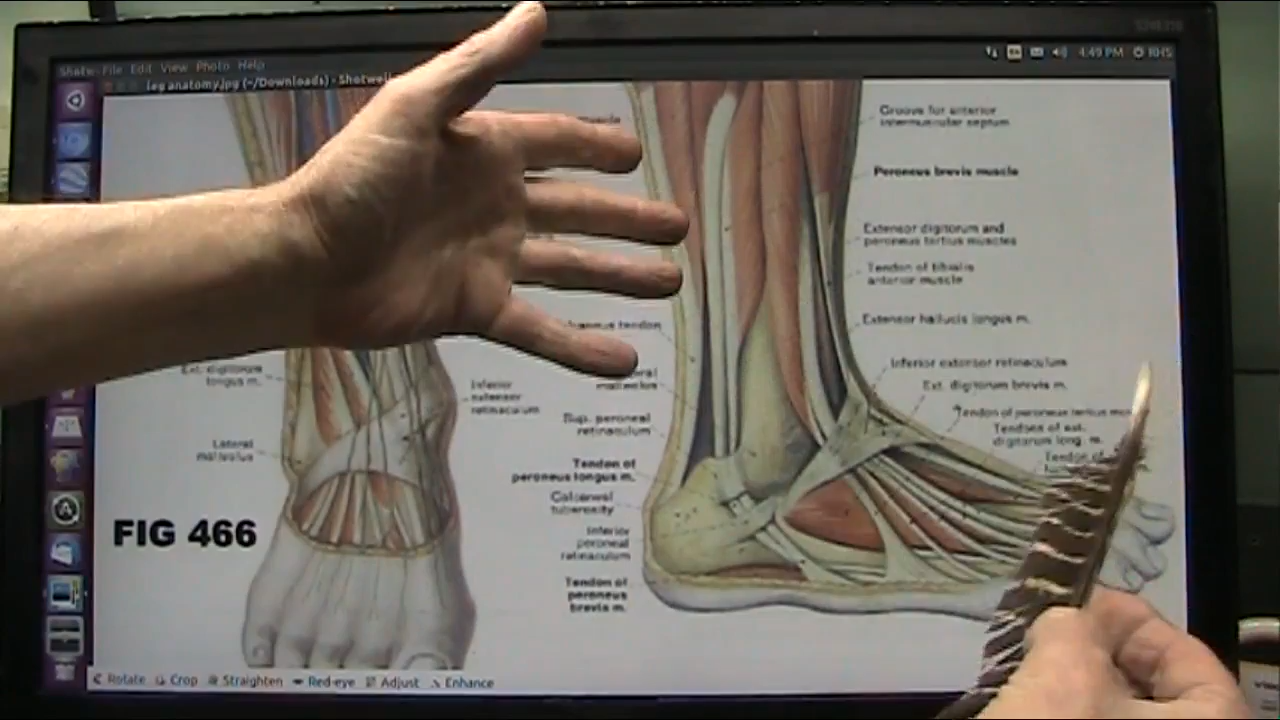 File Edit View Photo Help
4:49 PM RHS
leg anatomy.jpg (~/Downloads) - Shotwell
muscle
Groove for anterior
intermuscular septum
Peroneus brevis muscle
Extensor digitorum and
peroneus tertius muscles
Tendon of tibialis
anterior muscle
Extensor hallucis longus m.
tendon
Inferior extensor retinaculum
Ext. digitorum brevis m.
malleolus
Ext. digitorum
longus m.
Inferior
extensor
retinaculum
Tendon of peroneus tertius
Tendons of ext.
digitorum long. m.
Tendon of
Sup. peroneal
retinaculum
Lateral
malleolus
Tendon of
peroneus longus m.
Calcaneal
tuberosity
FIG 466
Inferior
peroneal
retinaculum
Tendon of
peroneus
brevis m.
Rotate Crop Straighten Red-eye Adjust Enhance